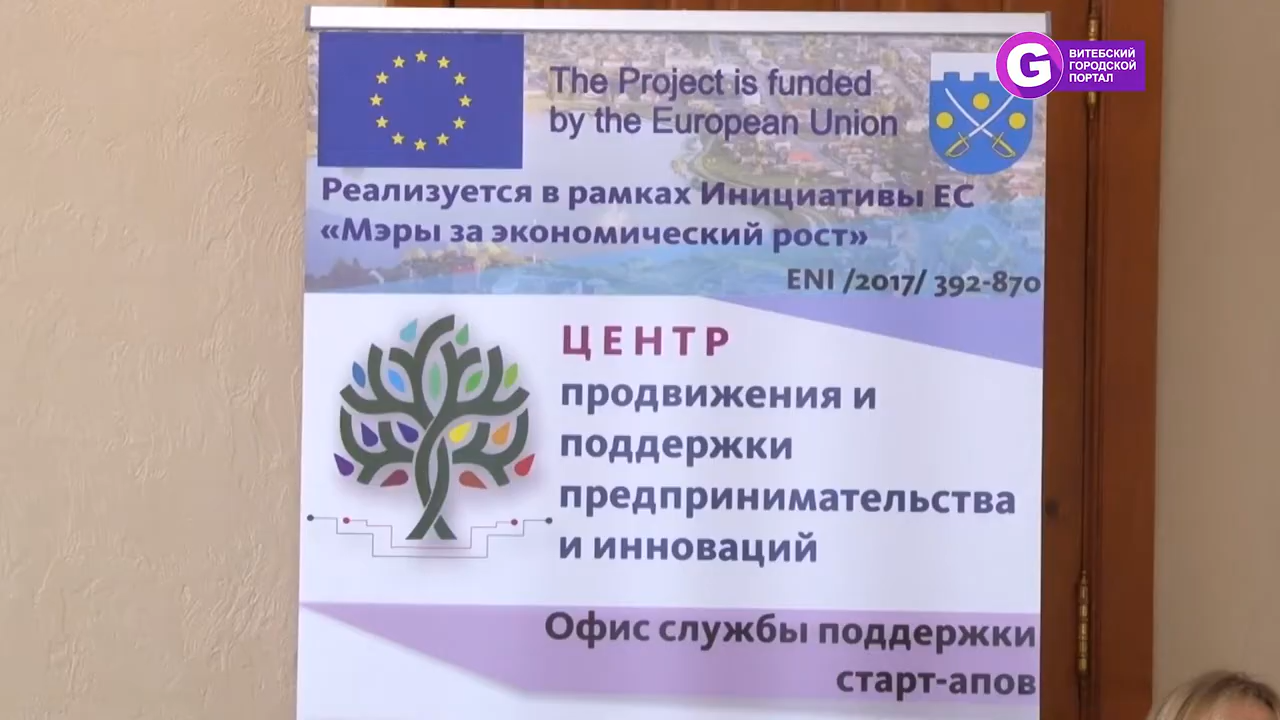 The Project is funded
by the European Union
G
ВИТЕБСКИЙ
ГОРОДСКОЙ
ПОРТАЛ
Реализуется в рамках Инициативы ЕС
«Мэры за экономический рост»
ENI /2017/ 392-870
ЦЕНТР
продвижения и
поддержки
предпринимательства
и инноваций
Офис службы поддержки
старт-апов